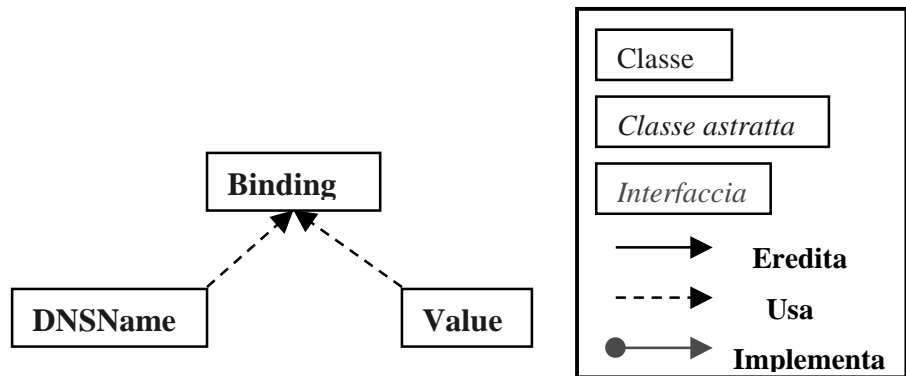 Binding
DNSName
Value
Classe
Classe astratta
Interfaccia
Eredita
Usa
Implementa